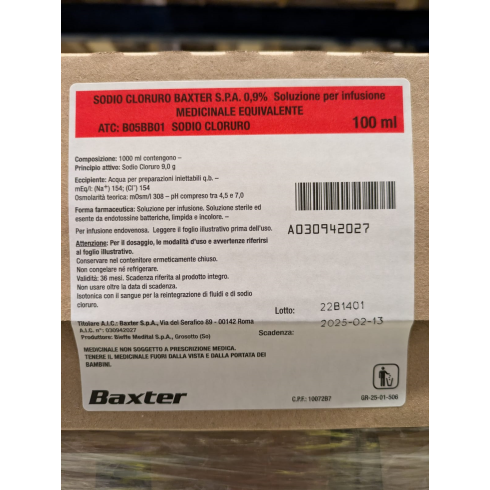 SODIO CLORURO BAXTER S.P.A. 0,9% Soluzione per infusione
MEDICINALE EQUIVALENTE
ATC: B05BB01 SODIO CLORURO
100 ml
Composizione: 1000 ml contengono –
Principio attivo: Sodio Cloruro 9,0 g
Eccipiente: Acqua per preparazioni iniettabili q.b. –
mEq/l: (Na⁺) 154; (Cl⁻) 154
Osmolarità teorica: mOsm/l 308 – pH compreso tra 4,5 e 7,0
Forma farmaceutica: Soluzione per infusione. Soluzione sterile ed
esente da endotossine batteriche, limpida e incolore. –
Per infusione endovenosa. Leggere il foglio illustrativo prima dell'uso.
Attenzione: Per il dosaggio, le modalità d'uso e avvertenze riferirsi
al foglio illustrativo.
Conservare nel contenitore ermeticamente chiuso.
Non congelare né refrigerare.
Validità: 36 mesi. Scadenza riferita al prodotto integro.
Non usare oltre la data di scadenza.
Isotonica con il sangue per la reintegrazione di fluidi e di sodio
cloruro.
A030942027
Lotto: 22B1401
Scadenza: 2025-02-13
Titolare A.I.C.: Baxter S.p.A., Via del Serafico 89 - 00142 Roma
A.I.C. n°: 030942027
Produttore: Bieffe Medital S.p.A., Grosotto (So)
MEDICINALE NON SOGGETTO A PRESCRIZIONE MEDICA.
TENERE IL MEDICINALE FUORI DALLA VISTA E DALLA PORTATA DEI
BAMBINI.
Baxter
C.P.F.: 10072B7
GR-25-01-506